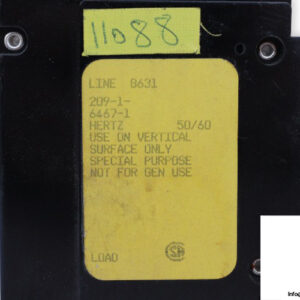 11088
LINE 8631
209-1-
6467-1
HERTZ 50/60
USE ON VERTICAL
SURFACE ONLY
SPECIAL PURPOSE
NOT FOR GEN USE
LOAD